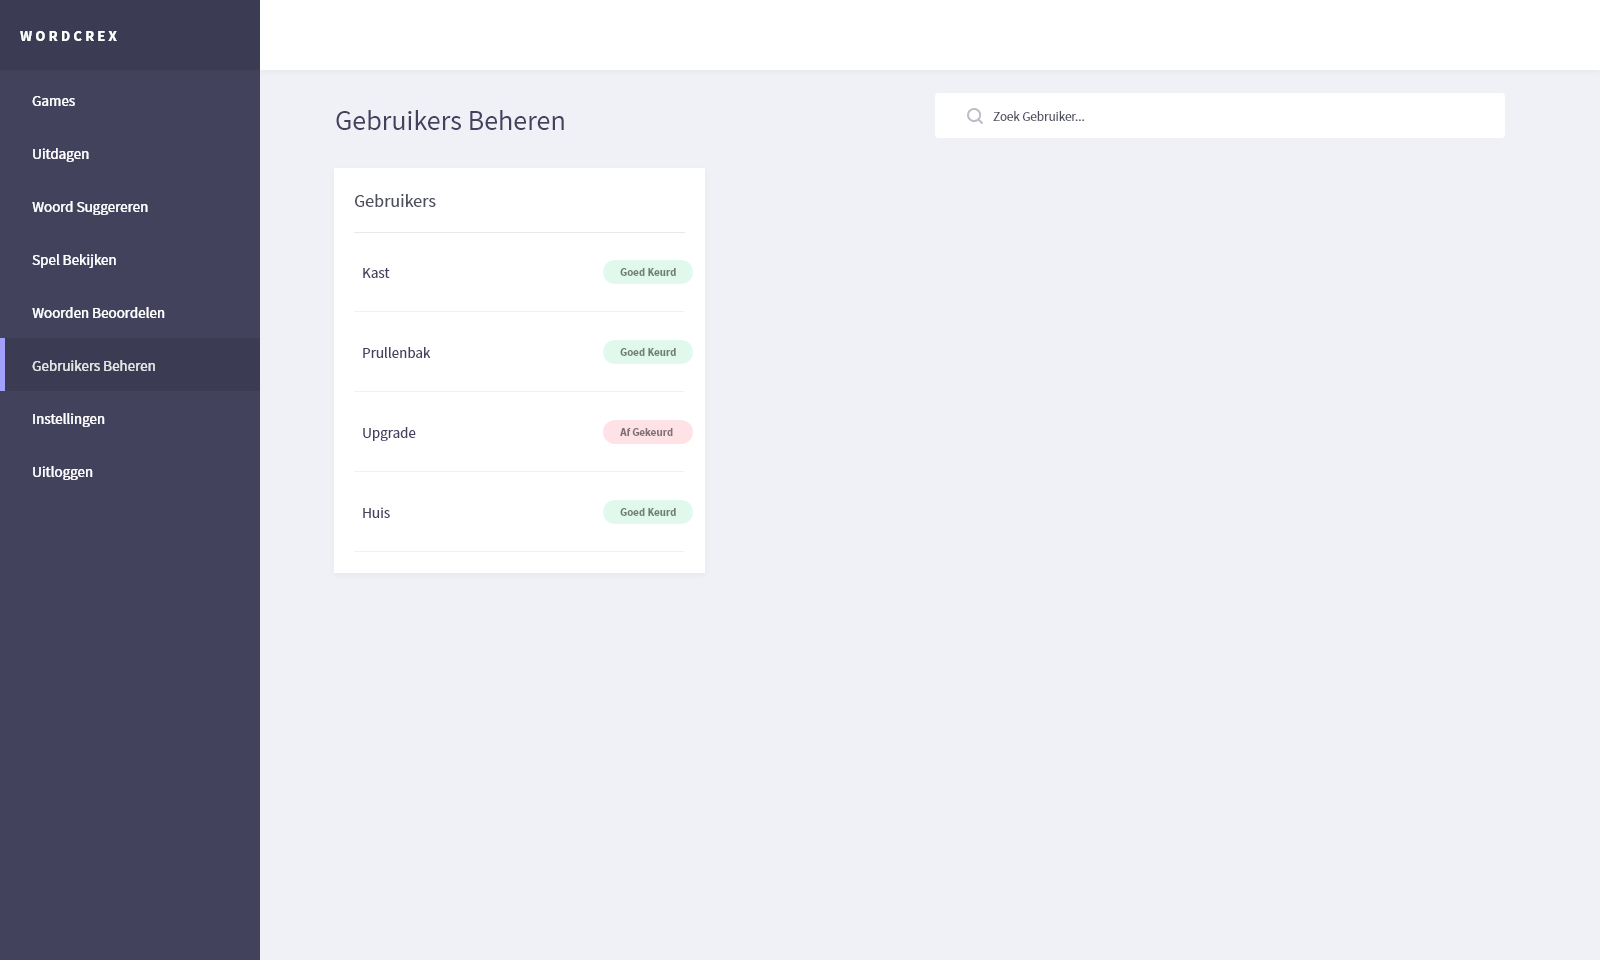 WORDCREX
Games
Uitdagen
Woord Suggereren
Spel Bekijken
Woorden Beoordelen
Gebruikers Beheren
Instellingen
Uitloggen
Gebruikers Beheren
Zoek Gebruiker...
Gebruikers
Kast Goed Keurd
Prullenbak Goed Keurd
Upgrade Af Gekeurd
Huis Goed Keurd